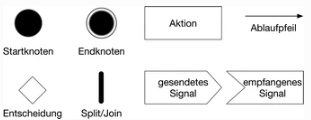 Aktion
Ablaufpfeil
Startknoten
Endknoten
gesendetes
Signal
empfangenes
Signal
Entscheidung
Split/Join